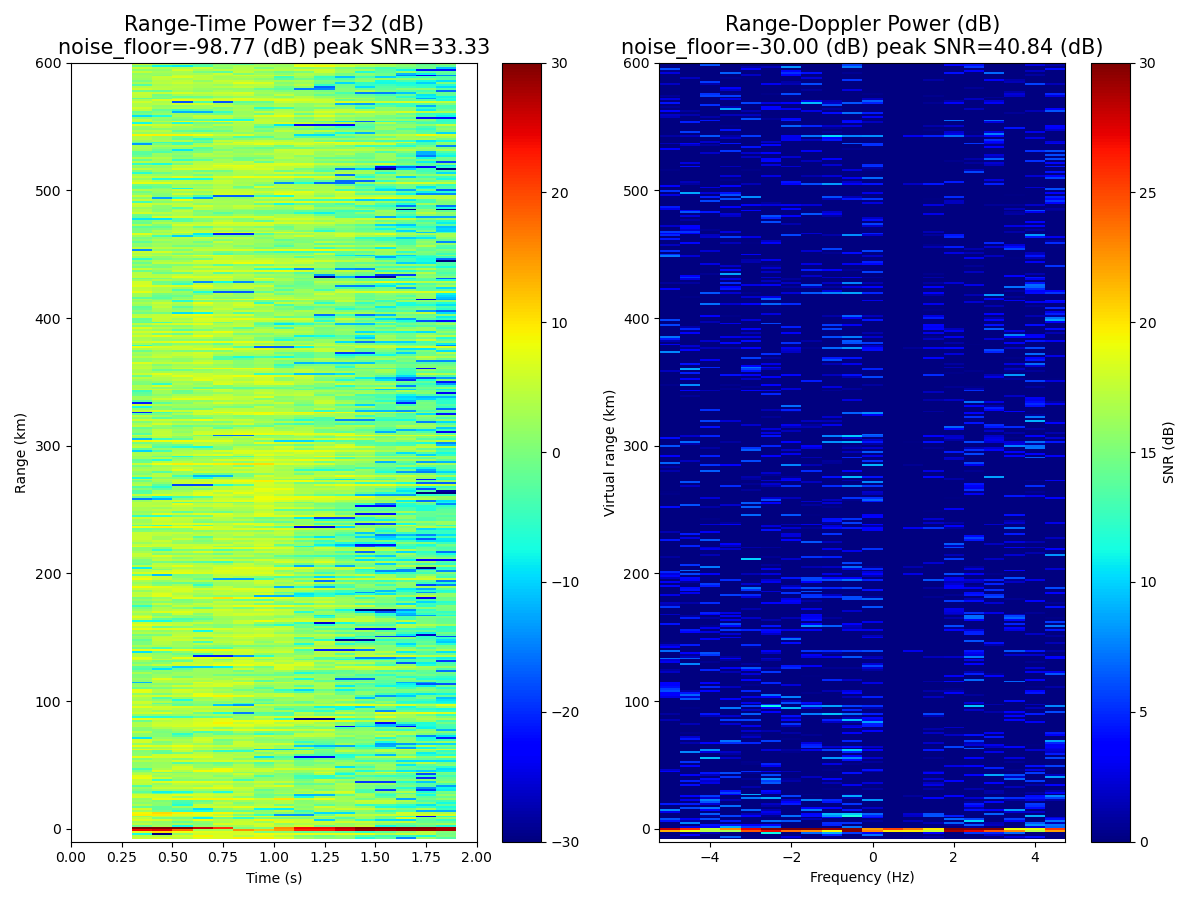 Range-Time Power f=32 (dB)
noise_floor=-98.77 (dB) peak SNR=33.33
Range (km)
600
500
400
300
200
100
0
0.00 0.25 0.50 0.75 1.00 1.25 1.50 1.75 2.00
Time (s)
30
20
10
0
−10
−20
−30
Range-Doppler Power (dB)
noise_floor=-30.00 (dB) peak SNR=40.84 (dB)
Virtual range (km)
600
500
400
300
200
100
0
−4 −2 0 2 4
Frequency (Hz)
30
25
20
15
10
5
0
SNR (dB)